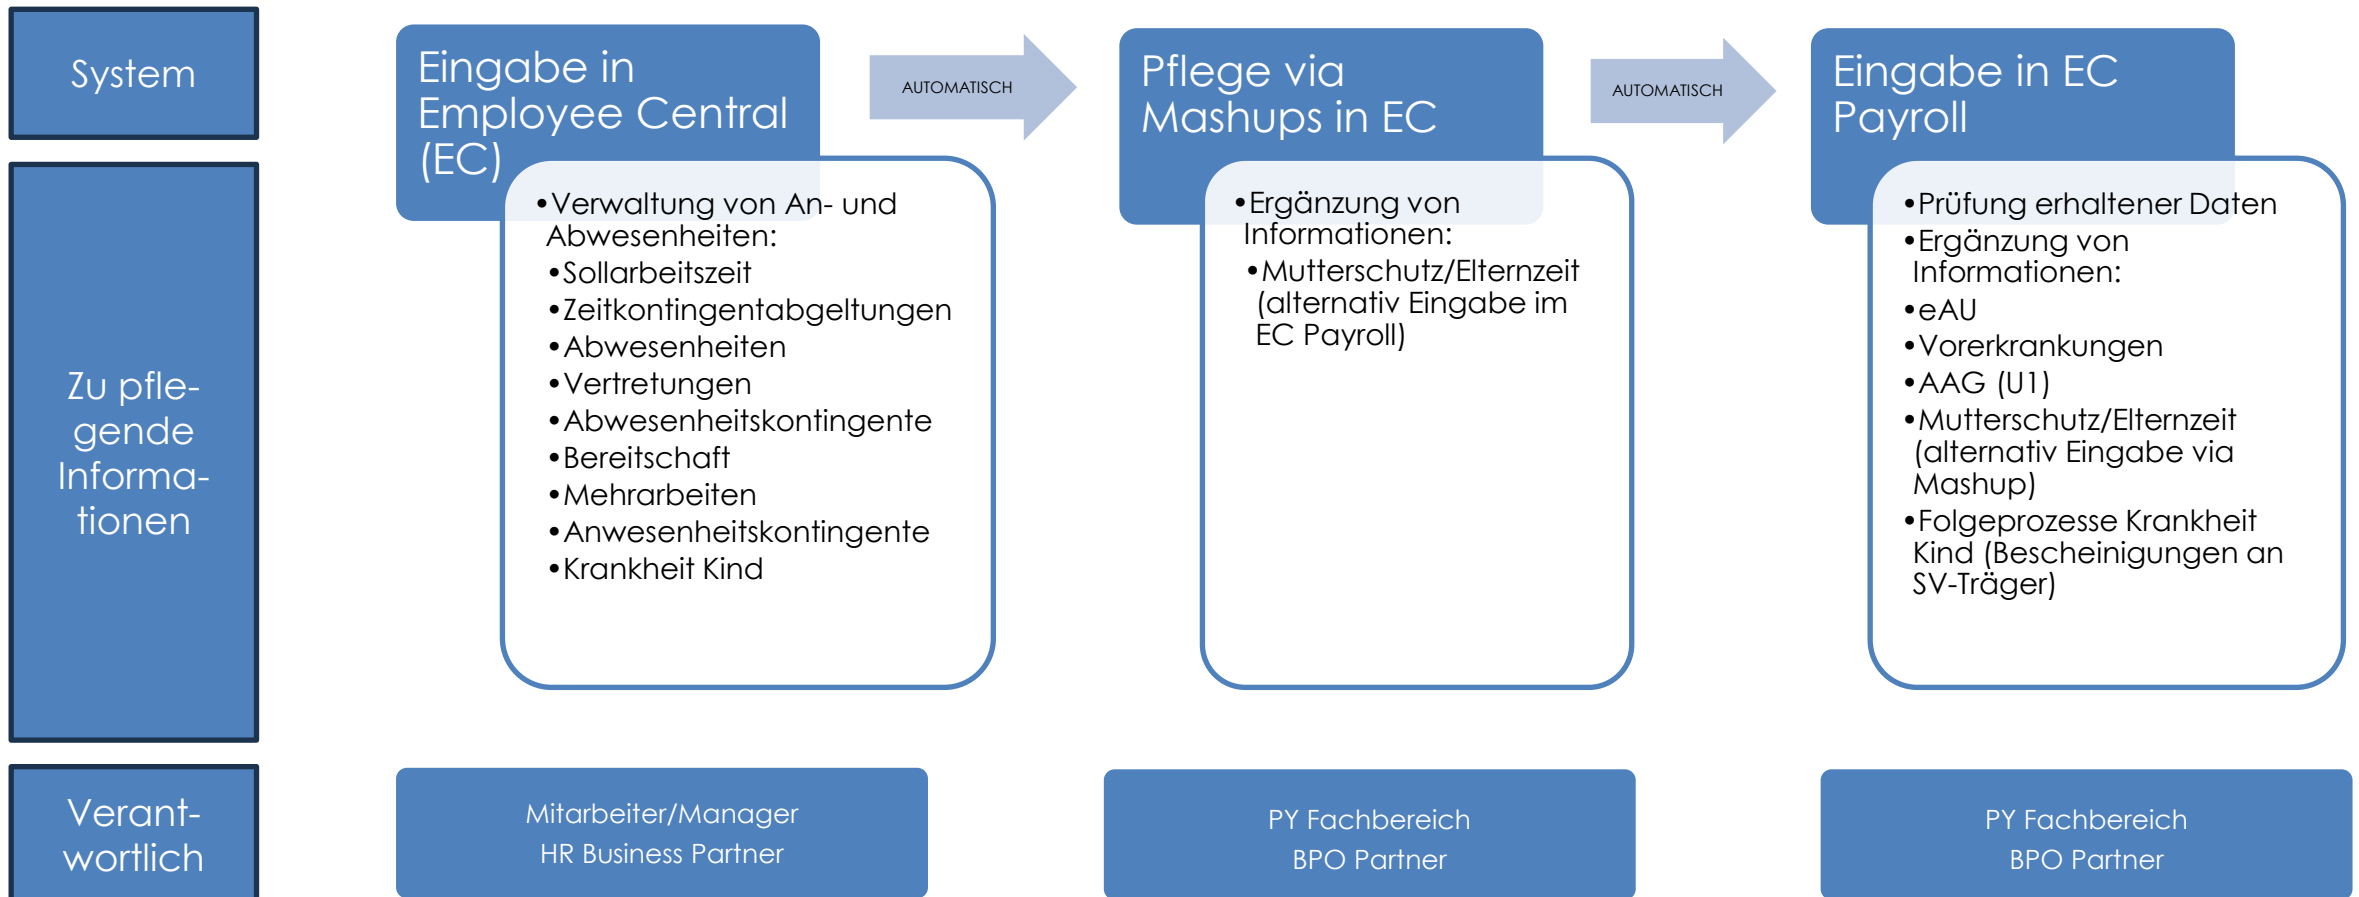 System
Eingabe in
Employee Central
(EC)
AUTOMATISCH
Pflege via
Mashups in EC
AUTOMATISCH
Eingabe in EC
Payroll
Zu pfle-
gende
Informa-
tionen
•Verwaltung von An- und
Abwesenheiten:
•Sollarbeitszeit
•Zeitkontingentabgeltungen
•Abwesenheiten
•Vertretungen
•Abwesenheitskontingente
•Bereitschaft
•Mehrarbeiten
•Anwesenheitskontingente
•Krankheit Kind
•Ergänzung von
Informationen:
•Mutterschutz/Elternzeit
(alternativ Eingabe im
EC Payroll)
•Prüfung erhaltener Daten
•Ergänzung von
Informationen:
•eAU
•Vorerkrankungen
•AAG (U1)
•Mutterschutz/Elternzeit
(alternativ Eingabe via
Mashup)
•Folgeprozesse Krankheit
Kind (Bescheinigungen an
SV-Träger)
Verant-
wortlich
Mitarbeiter/Manager
HR Business Partner
PY Fachbereich
BPO Partner
PY Fachbereich
BPO Partner